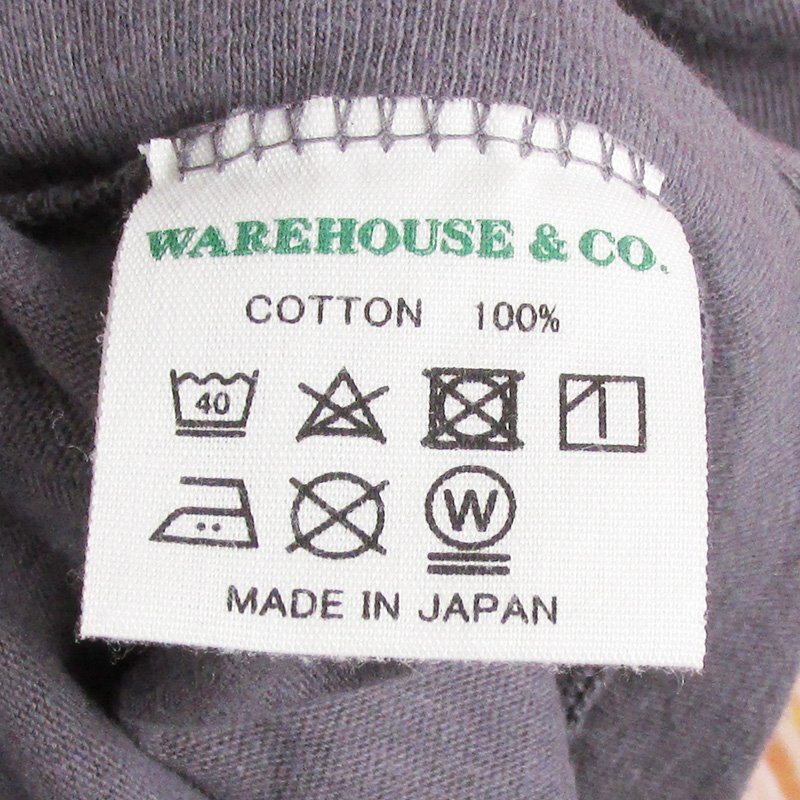 WAREHOUSE & CO.
COTTON 100%
40
W
MADE IN JAPAN